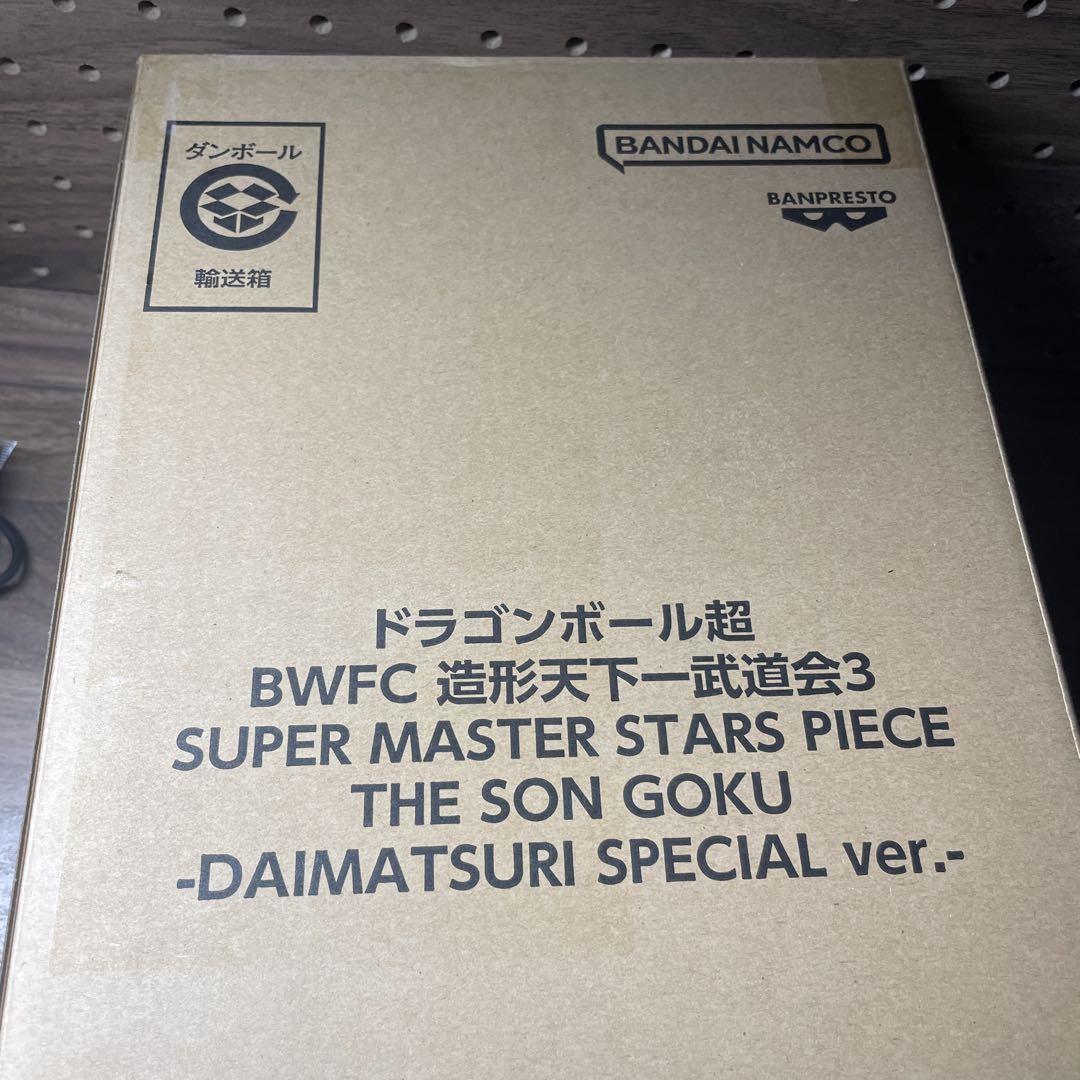 ダンボール
輸送箱
BANDAI NAMCO
BANPRESTO
ドラゴンボール超
BWFC 造形天下一武道会3
SUPER MASTER STARS PIECE
THE SON GOKU
-DAIMATSURI SPECIAL ver.-